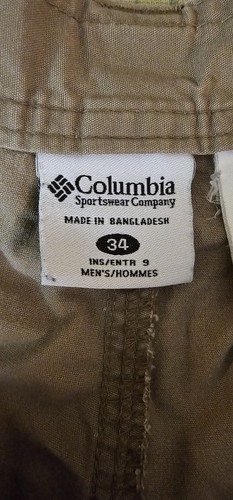 Columbia
Sportswear Company
MADE IN BANGLADESH
34
INS/ENTR 9
MEN'S/HOMMES